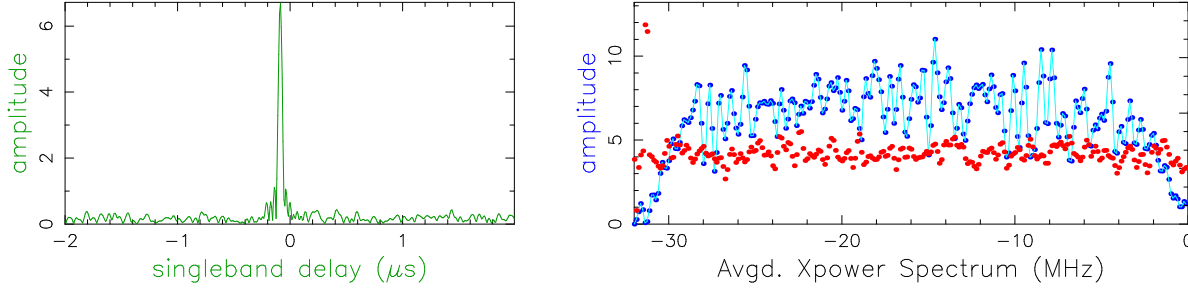 amplitude
6
4
2
0
−2 −1 0 1
singleband delay (μs)
amplitude
10
5
0
−30 −20 −10 0
Avgd. Xpower Spectrum (MHz)